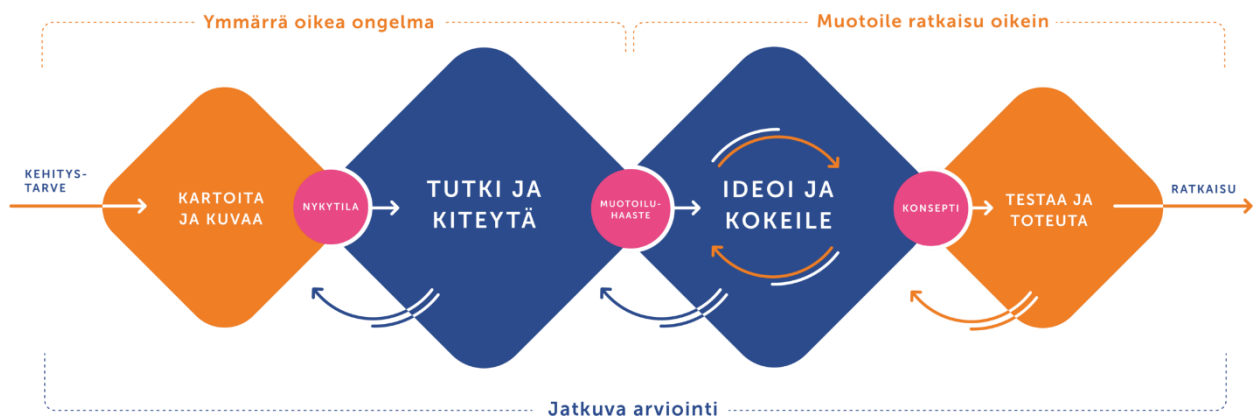 Ymmärrä oikea ongelma
Muotoile ratkaisu oikein
KEHITYS-
TARVE
KARTOITA
JA KUVAA
NYKYTILA
TUTKI JA
KITEYTÄ
MUOTOILU-
HAASTE
IDEOI JA
KOKEILE
KONSEPTI
TESTAA JA
TOTEUTA
RATKAISU
Jatkuva arviointi